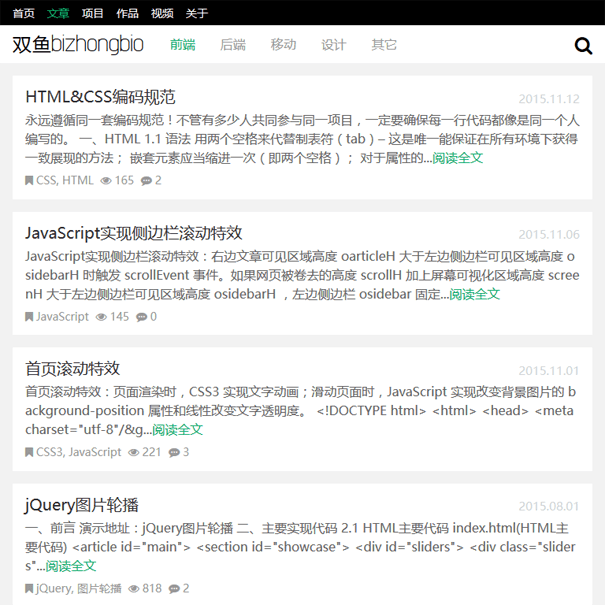 首页 文章 项目 作品 视频 关于
双鱼bizhongbio 前端 后端 移动 设计 其它
HTML&CSS编码规范 2015.11.12
永远遵循同一套编码规范！不管有多少人共同参与同一项目，一定要确保每一行代码都像是同一个人
编写的。 一、HTML 1.1 语法 用两个空格来代替制表符（tab）– 这是唯一能保证在所有环境下获得
一致展现的方法； 嵌套元素应当缩进一次（即两个空格）； 对于属性的...阅读全文
CSS, HTML 165 2
JavaScript实现侧边栏滚动特效 2015.11.06
JavaScript实现侧边栏滚动特效：右边文章可见区域高度 oarticleH 大于左边侧边栏可见区域高度 o
sidebarH 时触发 scrollEvent 事件。如果网页被卷去的高度 scrollH 加上屏幕可视化区域高度 scree
nH 大于左边侧边栏可见区域高度 osidebarH ，左边侧边栏 osidebar 固定...阅读全文
JavaScript 145 0
首页滚动特效 2015.11.01
首页滚动特效：页面渲染时，CSS3 实现文字动画；滑动页面时，JavaScript 实现改变背景图片的 b
ackground-position 属性和线性改变文字透明度。 <!DOCTYPE html> <html> <head> <meta
charset="utf-8"/&g...阅读全文
CSS3, JavaScript 221 3
jQuery图片轮播 2015.08.01
一、前言 演示地址：jQuery图片轮播 二、主要实现代码 2.1 HTML主要代码 index.html(HTML主
要代码) <article id="main"> <section id="showcase"> <div id="sliders"> <div class="slider
s"...阅读全文
jQuery, 图片轮播 818 2